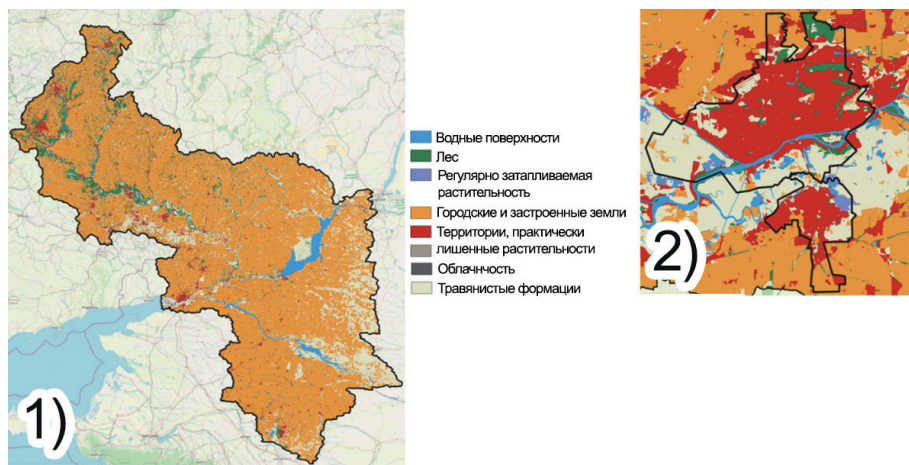 Водные поверхности
Лес
Регулярно затапливаемая
растительность
Городские и застроенные земли
Территории, практически
лишенные растительности
Облачнчость
Травянистые формации
1)
2)